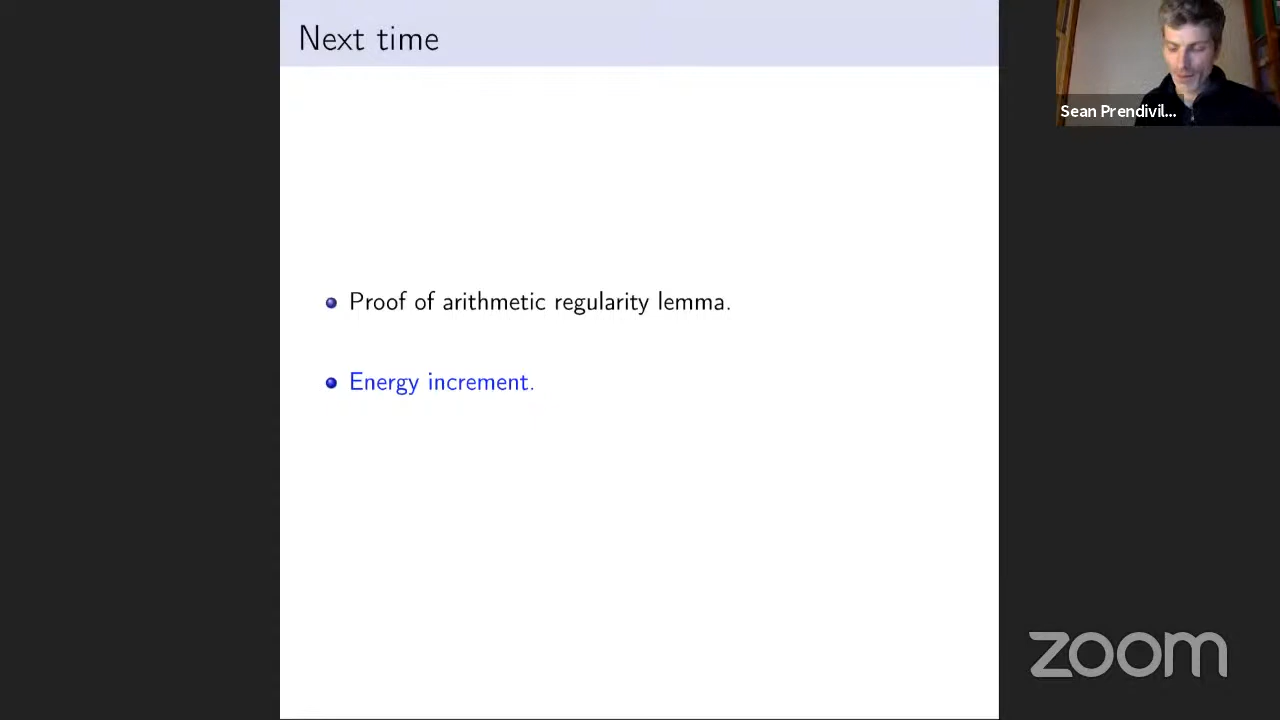 Next time
Sean Prendivil...
Proof of arithmetic regularity lemma.
Energy increment.
zoom